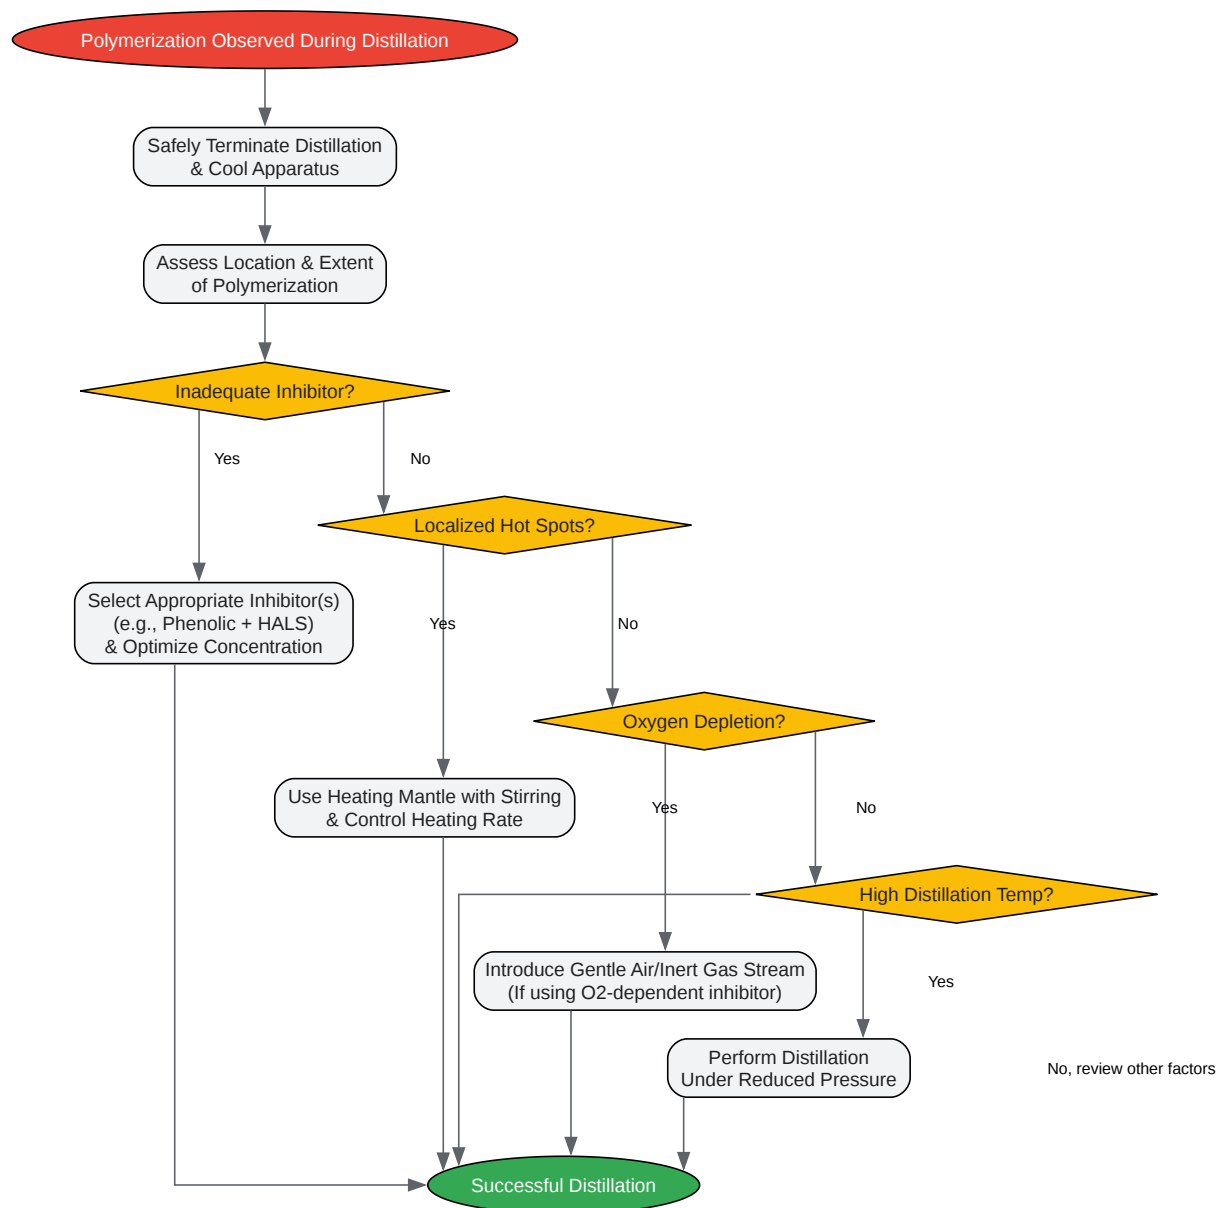 Polymerization Observed During Distillation
Safely Terminate Distillation
& Cool Apparatus
Assess Location & Extent
of Polymerization
Inadequate Inhibitor?
Yes
No
Localized Hot Spots?
Select Appropriate Inhibitor(s)
(e.g., Phenolic + HALS)
& Optimize Concentration
Yes
No
Oxygen Depletion?
Use Heating Mantle with Stirring
& Control Heating Rate
Yes
No
High Distillation Temp?
Introduce Gentle Air/Inert Gas Stream
(If using O2-dependent inhibitor)
Yes
Perform Distillation
Under Reduced Pressure
No, review other factors
Successful Distillation